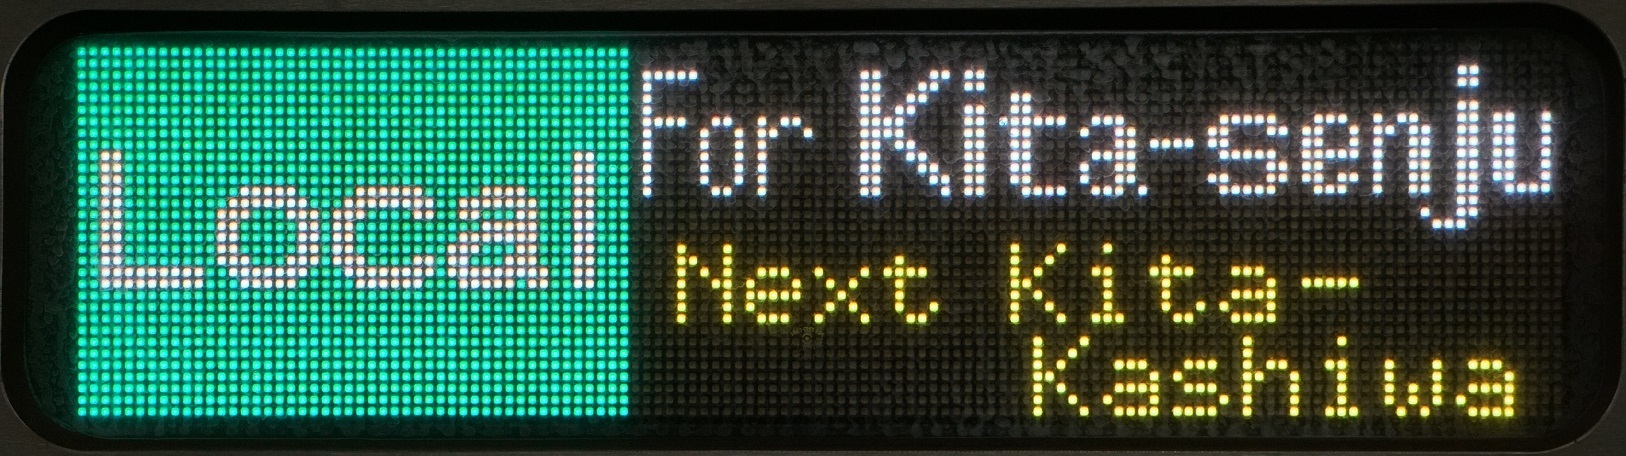 Local
For Kita-senju
Next Kita-
Kashiwa